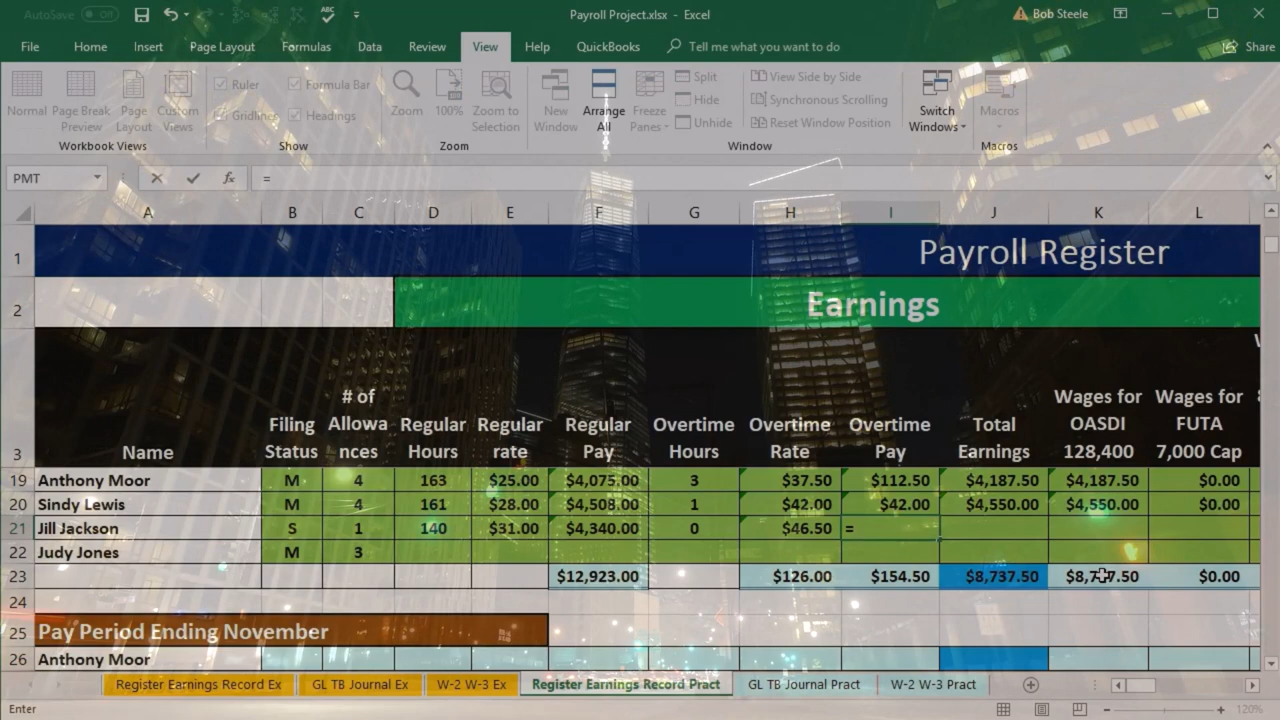 AutoSave Off
ABC
Payroll Project.xlsx - Excel
Bob Steele
File Home Insert Page Layout Formulas Data Review View Help QuickBooks Tell me what you want to do Share
Normal Page Break Preview Page Layout Custom Views
Workbook Views
Ruler Formula Bar
Gridlines Headings
Show
Zoom 100% Zoom to Selection
Zoom
New Window Arrange All Freeze Panes
Split
Hide
Unhide
View Side by Side
Synchronous Scrolling
Reset Window Position
Window
Switch Windows
Macros
Macros
PMT fx =
A B C D E F G H I J K L
1 Payroll Register
2 Earnings
3 Name Filing Status # of Allowa nces Regular Hours Regular rate Regular Pay Overtime Hours Overtime Rate Overtime Pay Total Earnings Wages for OASDI 128,400 Wages for FUTA 7,000 Cap
19 Anthony Moor M 4 163 $25.00 $4,075.00 3 $37.50 $112.50 $4,187.50 $4,187.50 $0.00
20 Sindy Lewis M 4 161 $28.00 $4,508.00 1 $42.00 $42.00 $4,550.00 $4,550.00 $0.00
21 Jill Jackson S 1 140 $31.00 $4,340.00 0 $46.50 =
22 Judy Jones M 3
23 $12,923.00 $126.00 $154.50 $8,737.50 $8,737.50 $0.00
24
25 Pay Period Ending November
26 Anthony Moor
Register Earnings Record Ex GL TB Journal Ex W-2 W-3 Ex Register Earnings Record Pract GL TB Journal Pract W-2 W-3 Pract
Enter 120%